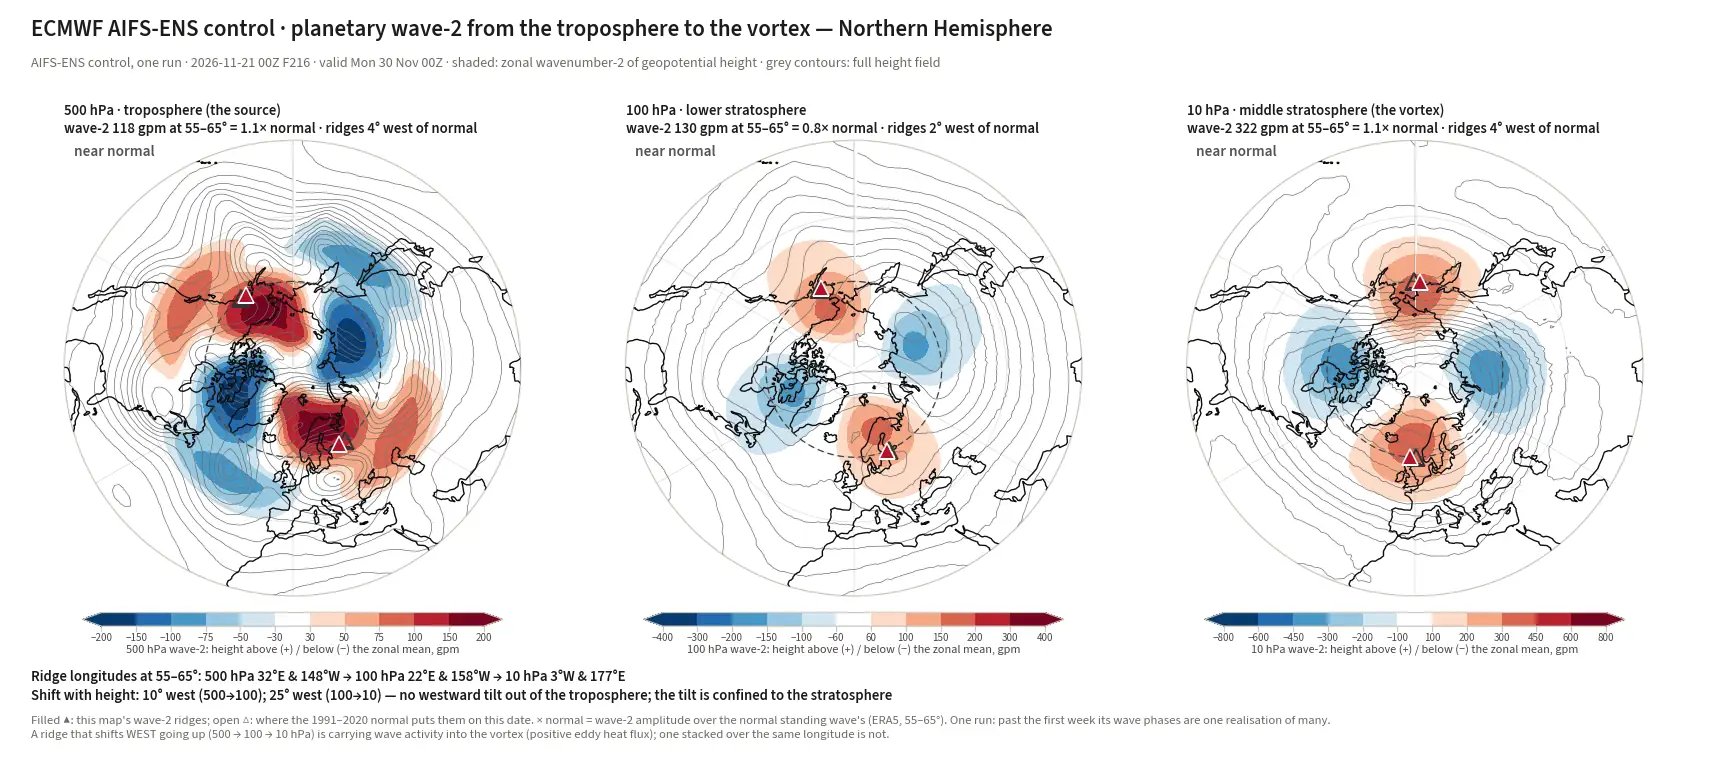 ECMWF AIFS-ENS control · planetary wave-2 from the troposphere to the vortex — Northern Hemisphere
AIFS-ENS control, one run · 2026-11-21 00Z F216 · valid Mon 30 Nov 00Z · shaded: zonal wavenumber-2 of geopotential height · grey contours: full height field
500 hPa · troposphere (the source)
wave-2 118 gpm at 55–65° = 1.1× normal · ridges 4° west of normal
near normal
100 hPa · lower stratosphere
wave-2 130 gpm at 55–65° = 0.8× normal · ridges 2° west of normal
near normal
10 hPa · middle stratosphere (the vortex)
wave-2 322 gpm at 55–65° = 1.1× normal · ridges 4° west of normal
near normal
−200 −150 −100 −75 −50 −30 30 50 75 100 150 200
500 hPa wave-2: height above (+) / below (−) the zonal mean, gpm
−400 −300 −200 −150 −100 −60 60 100 150 200 300 400
100 hPa wave-2: height above (+) / below (−) the zonal mean, gpm
−800 −600 −450 −300 −200 −100 100 200 300 450 600 800
10 hPa wave-2: height above (+) / below (−) the zonal mean, gpm
Ridge longitudes at 55–65°: 500 hPa 32°E & 148°W → 100 hPa 22°E & 158°W → 10 hPa 3°W & 177°E
Shift with height: 10° west (500→100); 25° west (100→10) — no westward tilt out of the troposphere; the tilt is confined to the stratosphere
Filled ▲: this map's wave-2 ridges; open △: where the 1991–2020 normal puts them on this date. × normal = wave-2 amplitude over the normal standing wave's (ERA5, 55–65°). One run: past the first week its wave phases are one realisation of many.
A ridge that shifts WEST going up (500 → 100 → 10 hPa) is carrying wave activity into the vortex (positive eddy heat flux); one stacked over the same longitude is not.